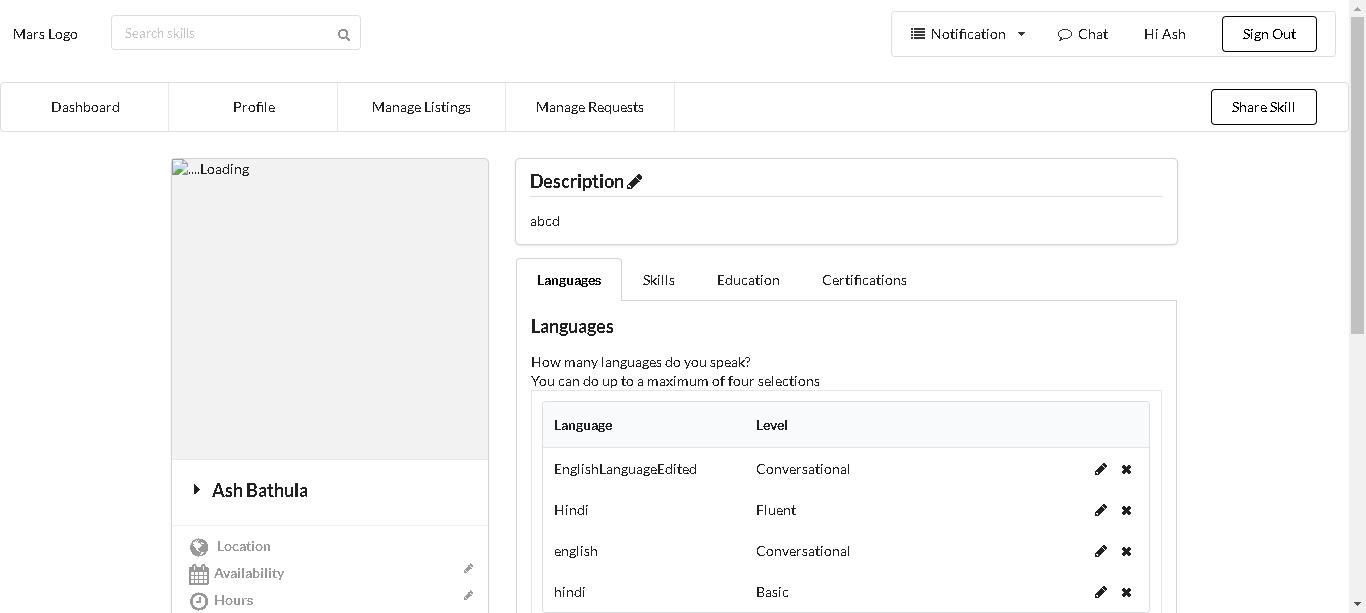 Mars Logo
Search skills
Notification
Chat
Hi Ash
Sign Out
Dashboard
Profile
Manage Listings
Manage Requests
Share Skill
....Loading
Ash Bathula
Location
Availability
Hours
Description
abcd
Languages
Skills
Education
Certifications
Languages
How many languages do you speak?
You can do up to a maximum of four selections
Language Level
EnglishLanguageEdited Conversational
Hindi Fluent
english Conversational
hindi Basic